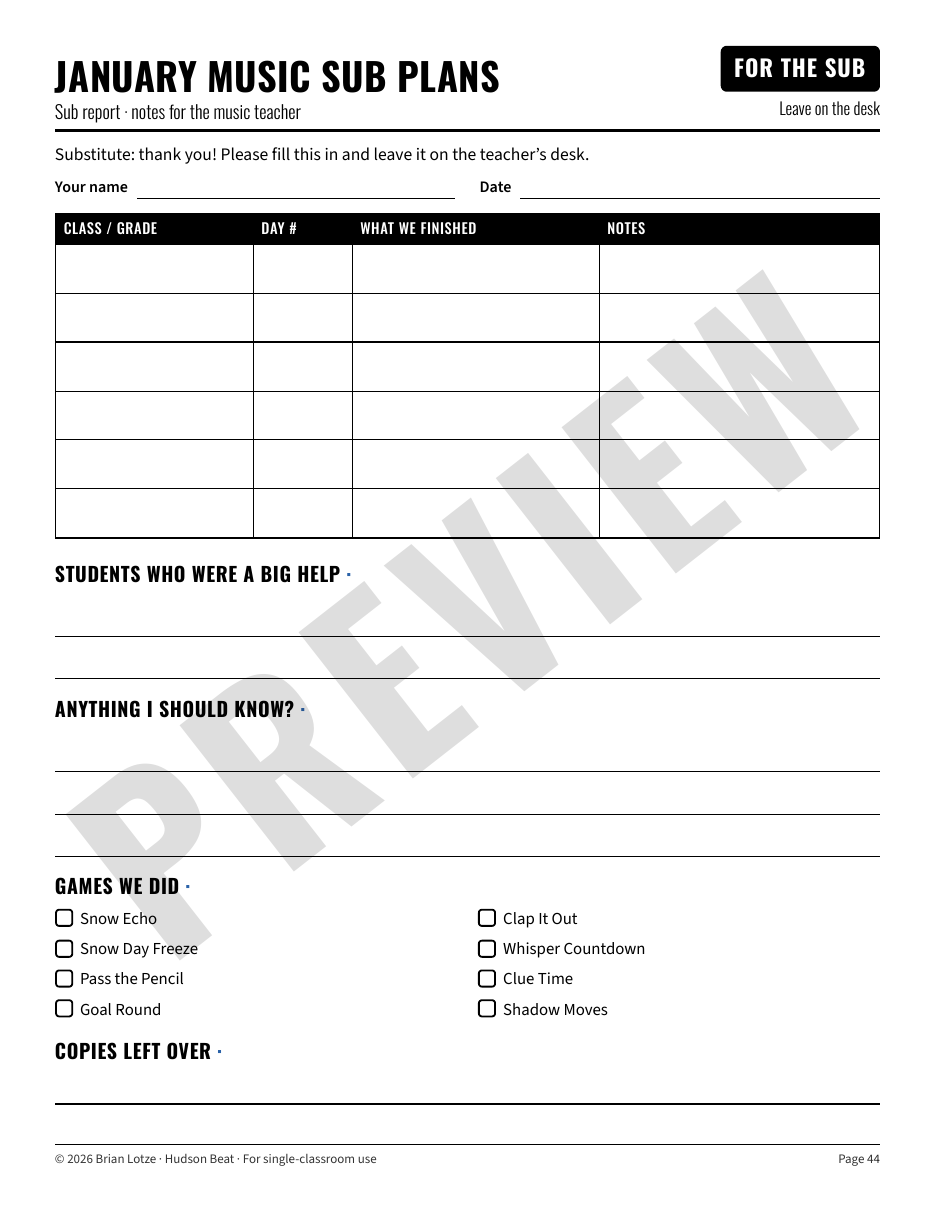 JANUARY MUSIC SUB PLANS
FOR THE SUB
Sub report · notes for the music teacher
Leave on the desk
Substitute: thank you! Please fill this in and leave it on the teacher’s desk.
Your name Date
CLASS / GRADE DAY # WHAT WE FINISHED NOTES
PREVIEW
STUDENTS WHO WERE A BIG HELP ·
ANYTHING I SHOULD KNOW? ·
GAMES WE DID ·
Snow Echo
Snow Day Freeze
Pass the Pencil
Goal Round
Clap It Out
Whisper Countdown
Clue Time
Shadow Moves
COPIES LEFT OVER ·
© 2026 Brian Lotze · Hudson Beat · For single-classroom use
Page 44